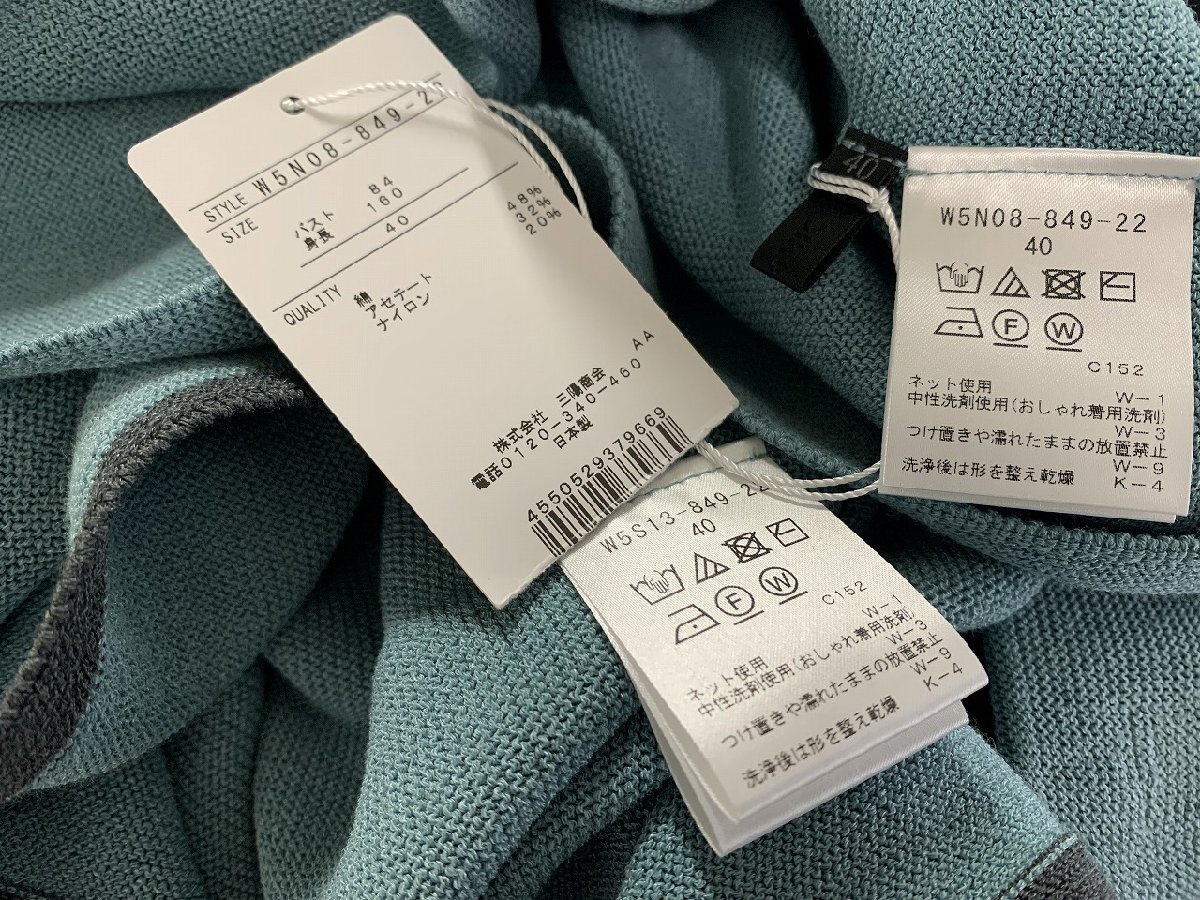 STYLE W5N08-849-22
SIZE
バスト 84
身長 160
40
QUALITY 綿 48%
アセテート 32%
ナイロン 20%
AA
株式会社 三陽商会
電話0120-340-460
日本製
4550529379669
40
W5N08-849-22
40
F W
C152
ネット使用 W-1
中性洗剤使用(おしゃれ着用洗剤)
W-3
つけ置きや濡れたままの放置禁止
W-9
洗浄後は形を整え乾燥 K-4
W5S13-849-22
40
F W
C152
ネット使用 W-1
中性洗剤使用(おしゃれ着用洗剤)
W-3
つけ置きや濡れたままの放置禁止
W-9
洗浄後は形を整え乾燥 K-4